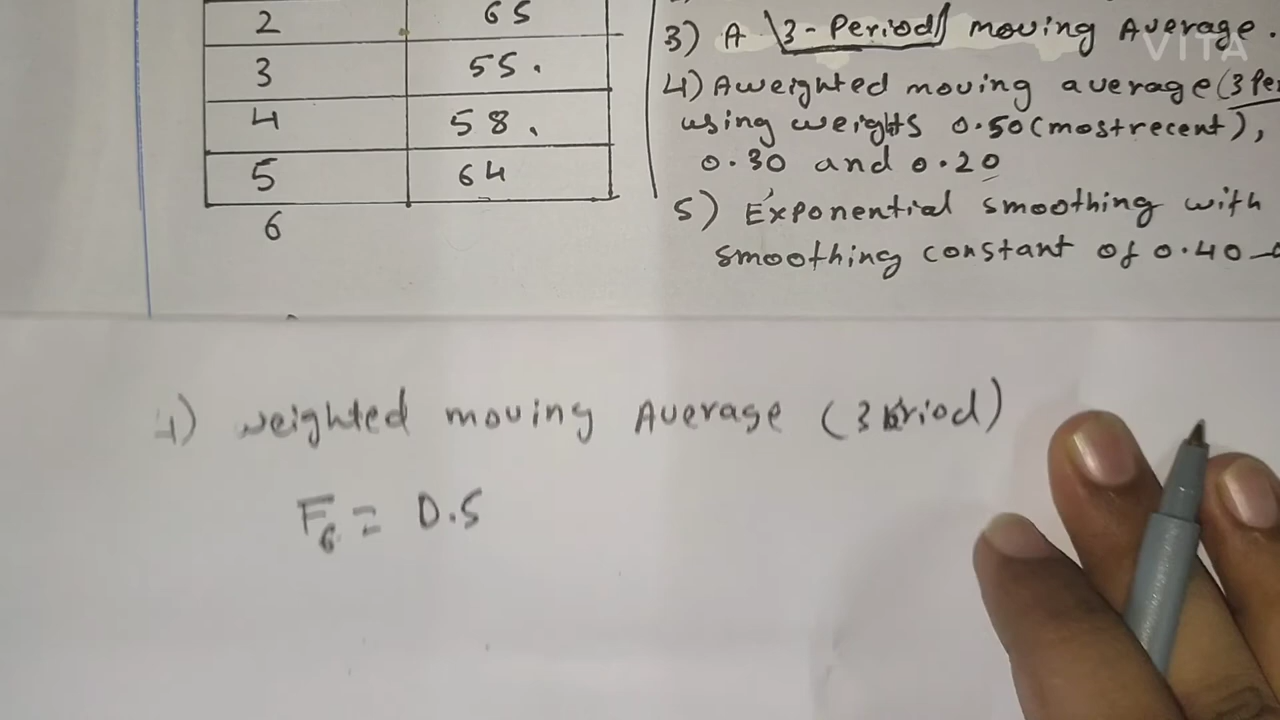 2 65
3 55.
4 58.
5 64
6
3) A 3-Period moving Average.
4) A weighted moving average (3 Pe
using weights 0.50 (most recent),
0.30 and 0.20
5) Exponential smoothing with
smoothing constant of 0.40
VITA
4) weighted moving Average (3
F6 = 0.5